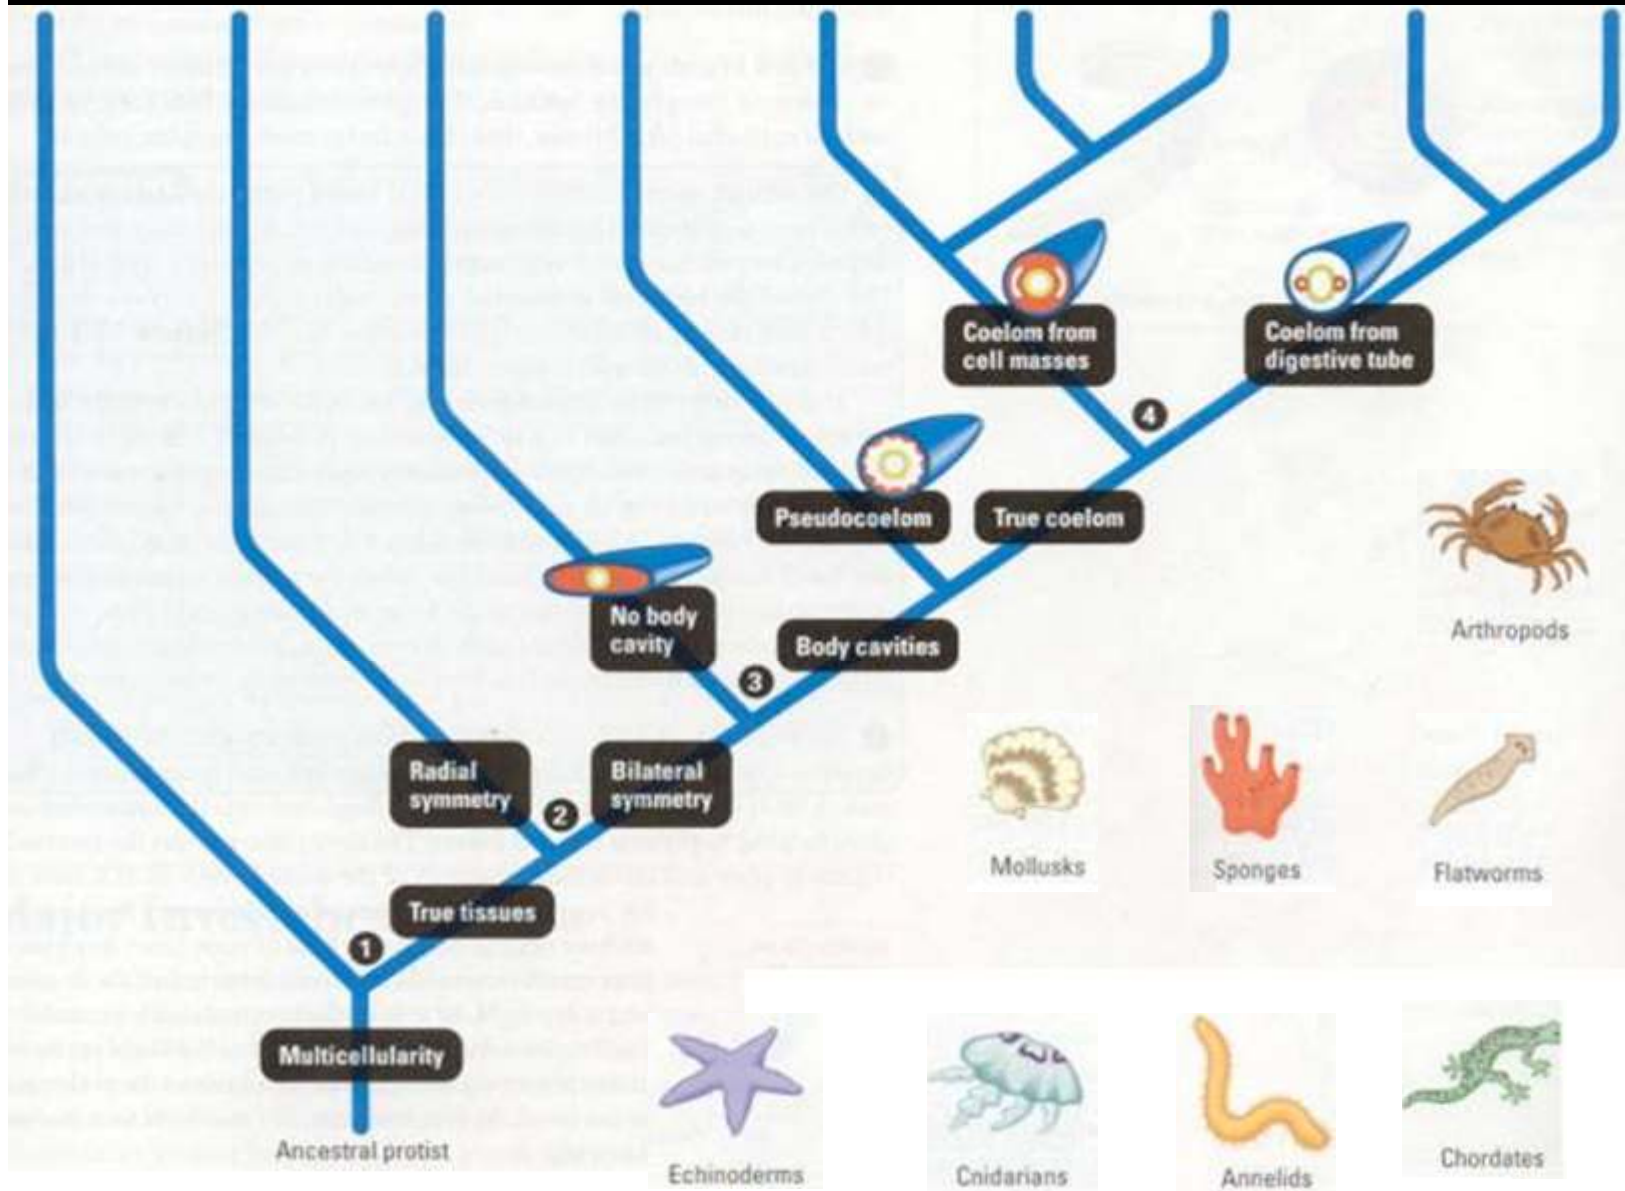 Coelom from
cell masses
Coelom from
digestive tube
4
Pseudocoelom
True coelom
No body
cavity
Body cavities
3
Arthropods
Radial
symmetry
Bilateral
symmetry
2
Mollusks
Sponges
Flatworms
True tissues
1
Multicellularity
Ancestral protist
Echinoderms
Cnidarians
Annelids
Chordates